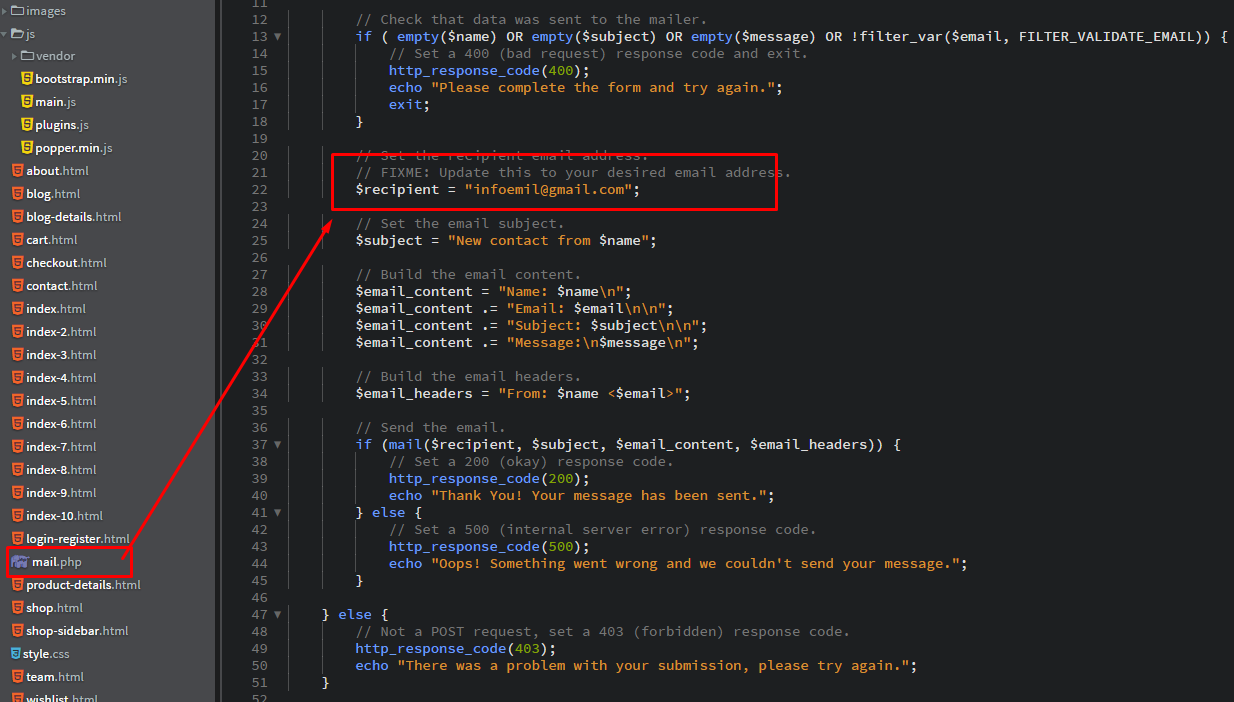 images
js
vendor
bootstrap.min.js
main.js
plugins.js
popper.min.js
about.html
blog.html
blog-details.html
cart.html
checkout.html
contact.html
index.html
index-2.html
index-3.html
index-4.html
index-5.html
index-6.html
index-7.html
index-8.html
index-9.html
index-10.html
login-register.html
mail.php
product-details.html
shop.html
shop-sidebar.html
style.css
team.html
wishlist.html
11
12 // Check that data was sent to the mailer.
13 if ( empty($name) OR empty($subject) OR empty($message) OR !filter_var($email, FILTER_VALIDATE_EMAIL)) {
14 // Set a 400 (bad request) response code and exit.
15 http_response_code(400);
16 echo "Please complete the form and try again.";
17 exit;
18 }
19
20 // Set the recipient email address.
21 // FIXME: Update this to your desired email address.
22 $recipient = "infoemil@gmail.com";
23
24 // Set the email subject.
25 $subject = "New contact from $name";
26
27 // Build the email content.
28 $email_content = "Name: $name\n";
29 $email_content .= "Email: $email\n\n";
30 $email_content .= "Subject: $subject\n\n";
31 $email_content .= "Message:\n$message\n";
32
33 // Build the email headers.
34 $email_headers = "From: $name <$email>";
35
36 // Send the email.
37 if (mail($recipient, $subject, $email_content, $email_headers)) {
38 // Set a 200 (okay) response code.
39 http_response_code(200);
40 echo "Thank You! Your message has been sent.";
41 } else {
42 // Set a 500 (internal server error) response code.
43 http_response_code(500);
44 echo "Oops! Something went wrong and we couldn't send your message.";
45 }
46
47 } else {
48 // Not a POST request, set a 403 (forbidden) response code.
49 http_response_code(403);
50 echo "There was a problem with your submission, please try again.";
51 }
52